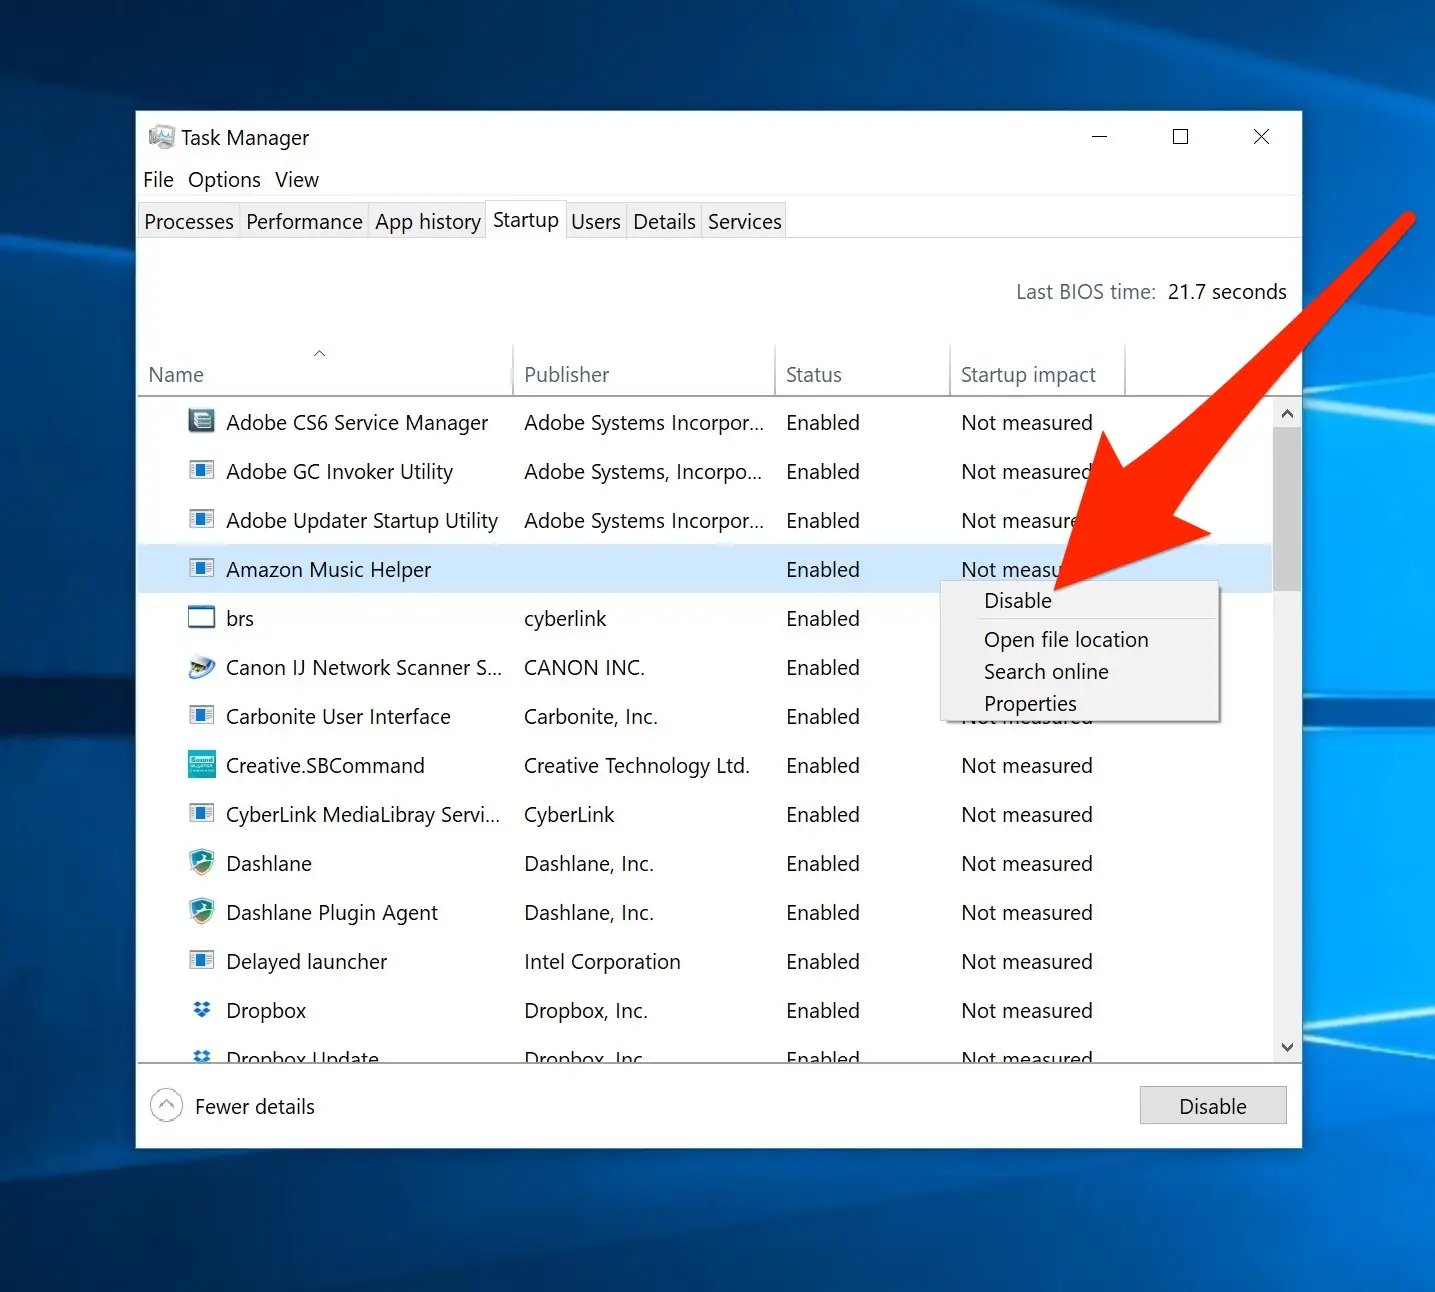 Task Manager
File Options View
Processes Performance App history Startup Users Details Services
Last BIOS time: 21.7 seconds
Name Publisher Status Startup impact
Adobe CS6 Service Manager Adobe Systems Incorpor... Enabled Not measured
Adobe GC Invoker Utility Adobe Systems, Incorpo... Enabled Not measured
Adobe Updater Startup Utility Adobe Systems Incorpor... Enabled Not measure
Amazon Music Helper Enabled Not measu
Disable
brs cyberlink Enabled
Open file location
Canon IJ Network Scanner S... CANON INC. Enabled
Search online
Properties
Carbonite User Interface Carbonite, Inc. Enabled Not measured
Creative.SBCommand Creative Technology Ltd. Enabled Not measured
CyberLink MediaLibray Servi... CyberLink Enabled Not measured
Dashlane Dashlane, Inc. Enabled Not measured
Dashlane Plugin Agent Dashlane, Inc. Enabled Not measured
Delayed launcher Intel Corporation Enabled Not measured
Dropbox Dropbox, Inc. Enabled Not measured
Dropbox Update Dropbox, Inc. Enabled Not measured
Fewer details Disable